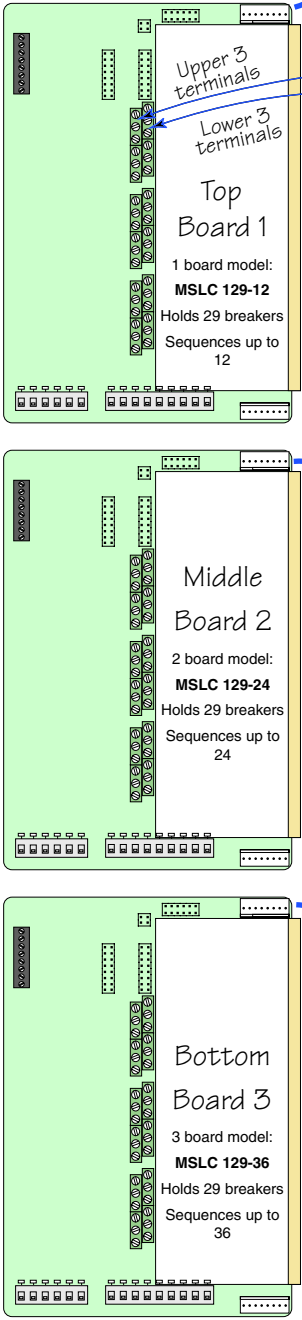 Upper 3
terminals
Lower 3
terminals
Top
Board 1
1 board model:
MSLC 129-12
Holds 29 breakers
Sequences up to
12
Middle
Board 2
2 board model:
MSLC 129-24
Holds 29 breakers
Sequences up to
24
Bottom
Board 3
3 board model:
MSLC 129-36
Holds 29 breakers
Sequences up to
36